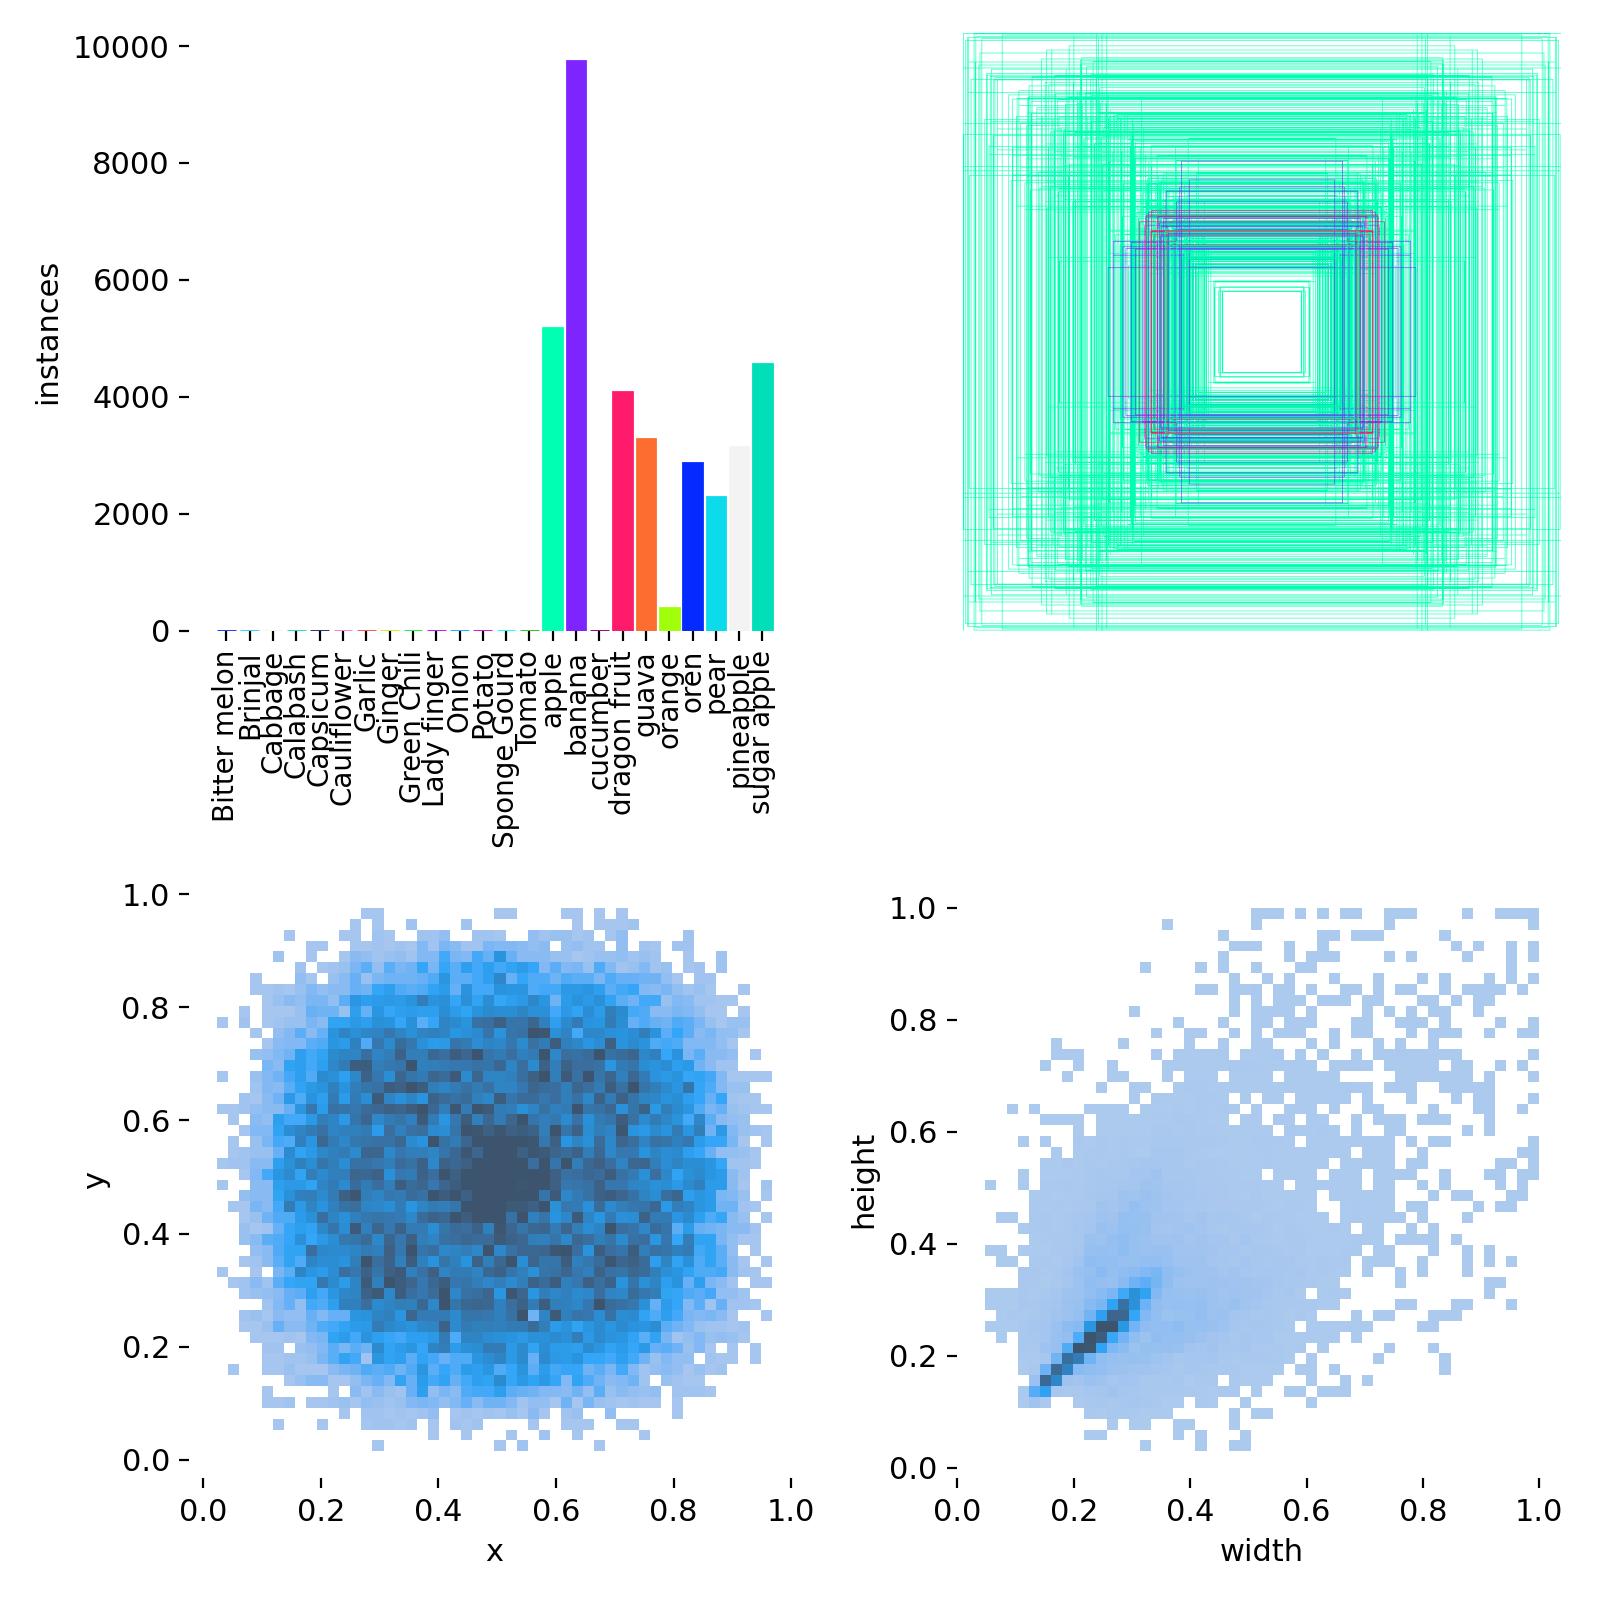 10000
8000
6000
4000
2000
0
instances
Bitter melon
Brinjal
Cabbage
Calabash
Capsicum
Cauliflower
Garlic
Ginger
Green Chili
Lady finger
Onion
Potato
Sponge Gourd
Tomato
apple
banana
cucumber
dragon fruit
guava
orange
oren
pear
pineapple
sugar apple
1.0
0.8
0.6
0.4
0.2
0.0
y
0.0 0.2 0.4 0.6 0.8 1.0
x
1.0
0.8
0.6
0.4
0.2
0.0
height
0.0 0.2 0.4 0.6 0.8 1.0
width